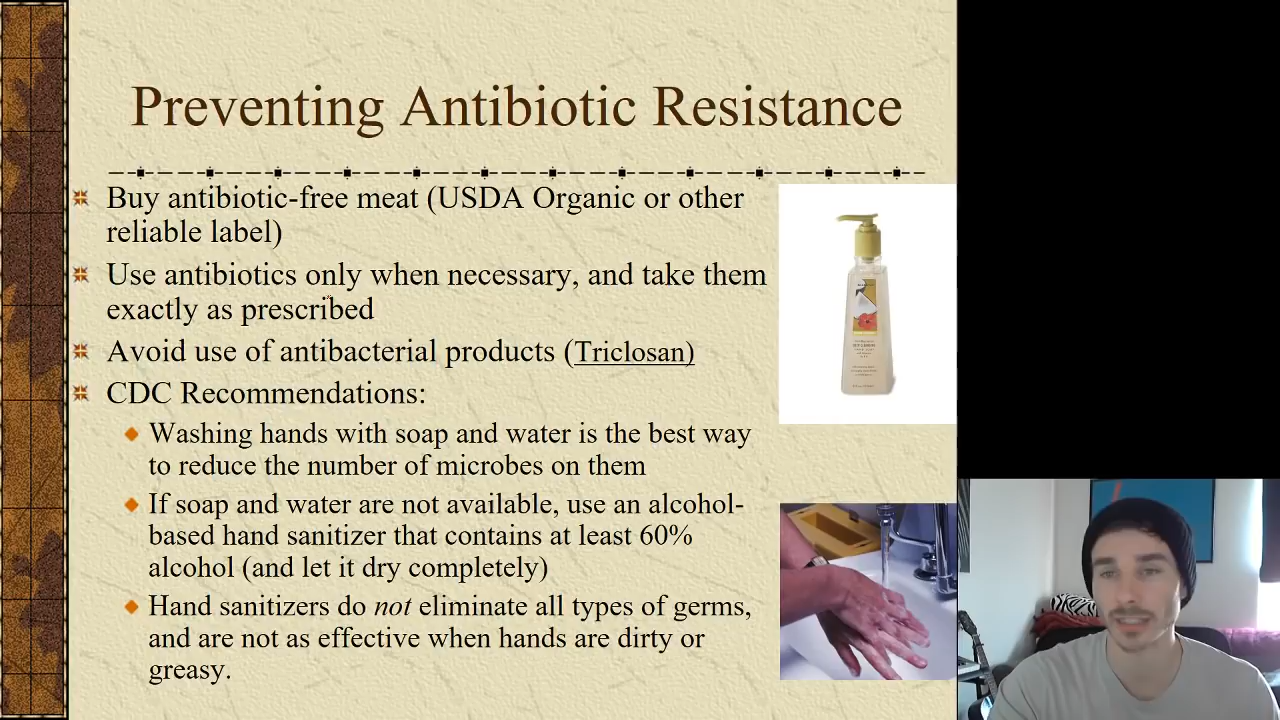 Preventing Antibiotic Resistance
Buy antibiotic-free meat (USDA Organic or other
reliable label)
Use antibiotics only when necessary, and take them
exactly as prescribed
Avoid use of antibacterial products (Triclosan)
CDC Recommendations:
Washing hands with soap and water is the best way
to reduce the number of microbes on them
If soap and water are not available, use an alcohol-
based hand sanitizer that contains at least 60%
alcohol (and let it dry completely)
Hand sanitizers do not eliminate all types of germs,
and are not as effective when hands are dirty or
greasy.